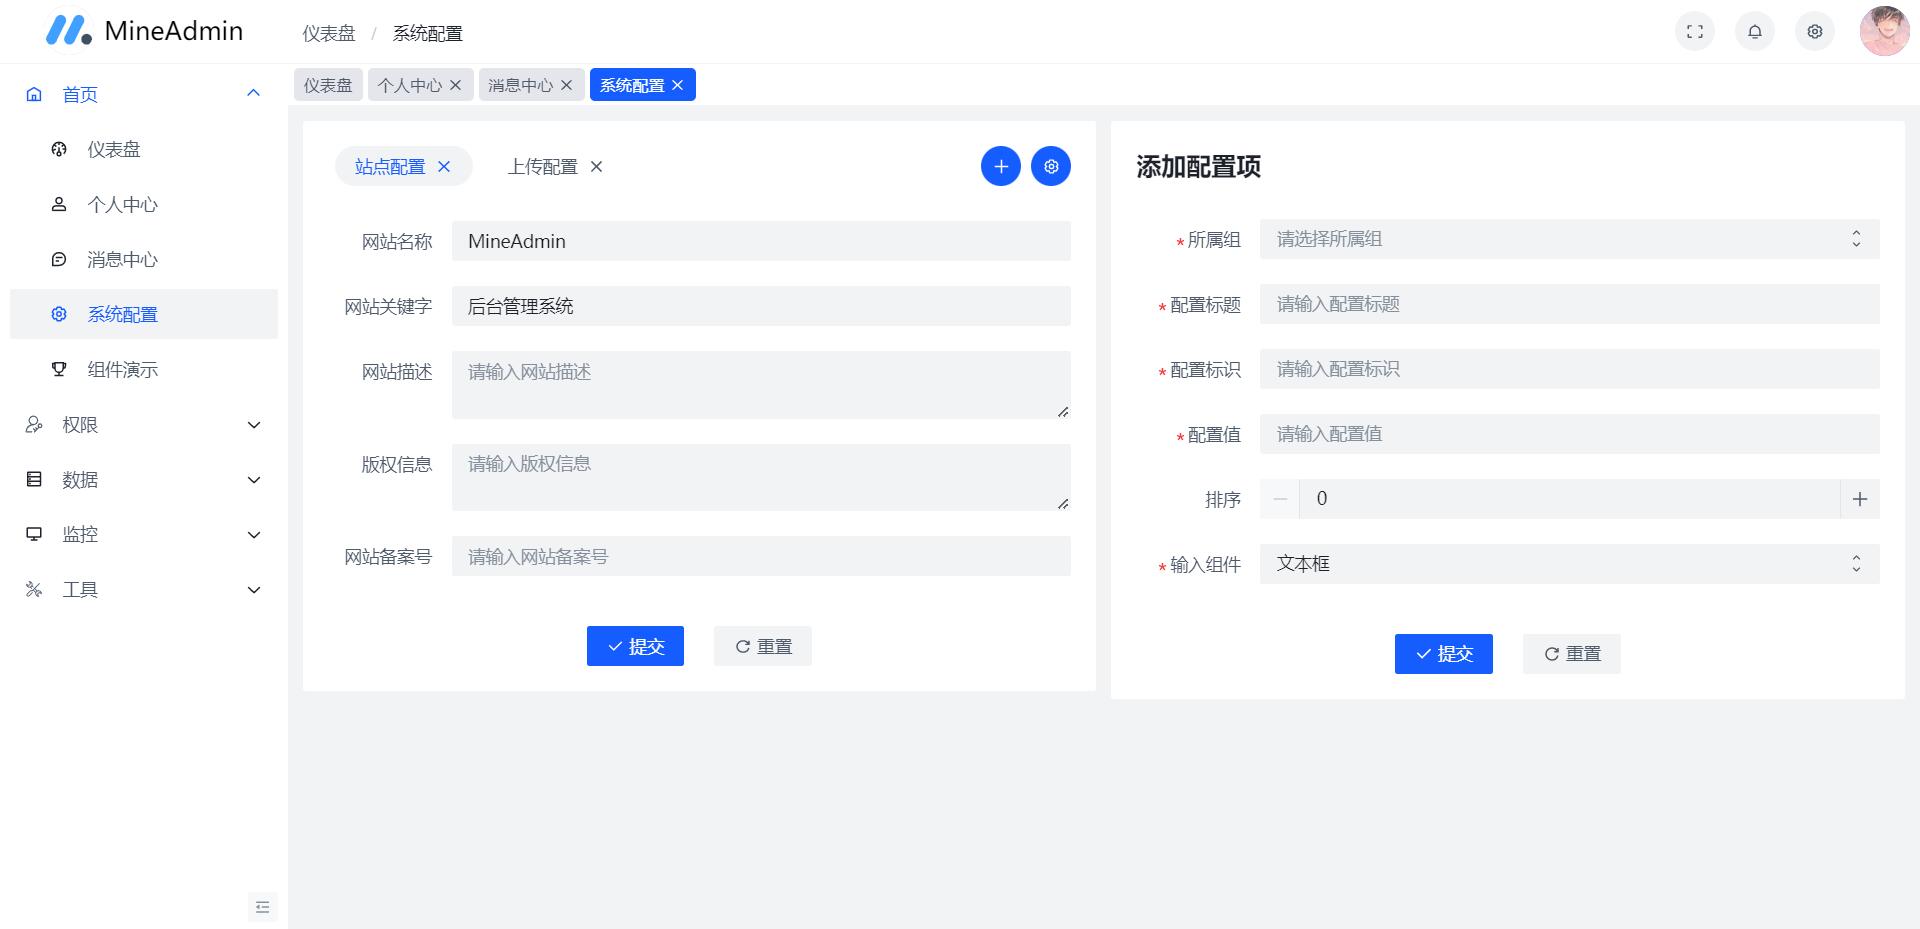 MineAdmin
仪表盘 / 系统配置
仪表盘 个人中心 消息中心 系统配置
首页
仪表盘
个人中心
消息中心
系统配置
组件演示
权限
数据
监控
工具
站点配置 上传配置
网站名称 MineAdmin
网站关键字 后台管理系统
网站描述 请输入网站描述
版权信息 请输入版权信息
网站备案号 请输入网站备案号
提交 重置
添加配置项
*所属组 请选择所属组
*配置标题 请输入配置标题
*配置标识 请输入配置标识
*配置值 请输入配置值
排序 0
*输入组件 文本框
提交 重置